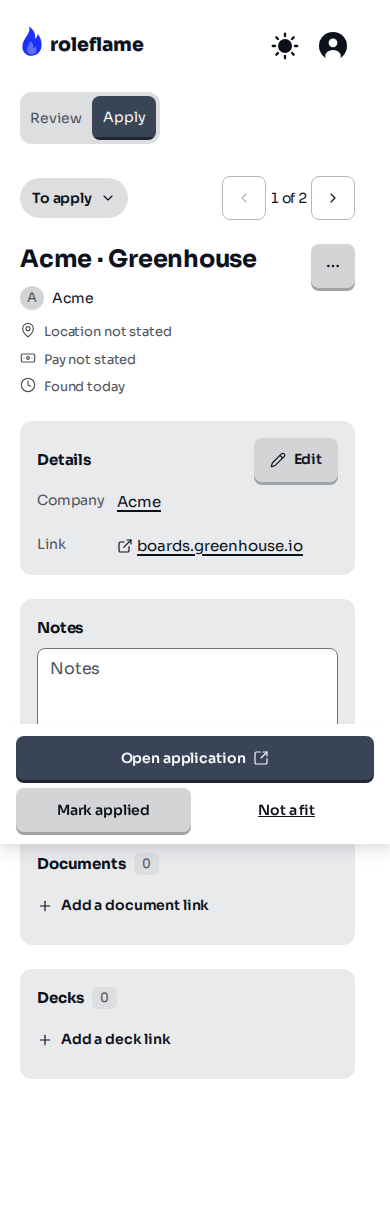 roleflame
Review
Apply
To apply
1 of 2
Acme · Greenhouse
...
A
Acme
Location not stated
Pay not stated
Found today
Details
Edit
Company
Acme
Link
boards.greenhouse.io
Notes
Notes
Open application
Mark applied
Not a fit
Documents 0
Add a document link
Decks 0
Add a deck link